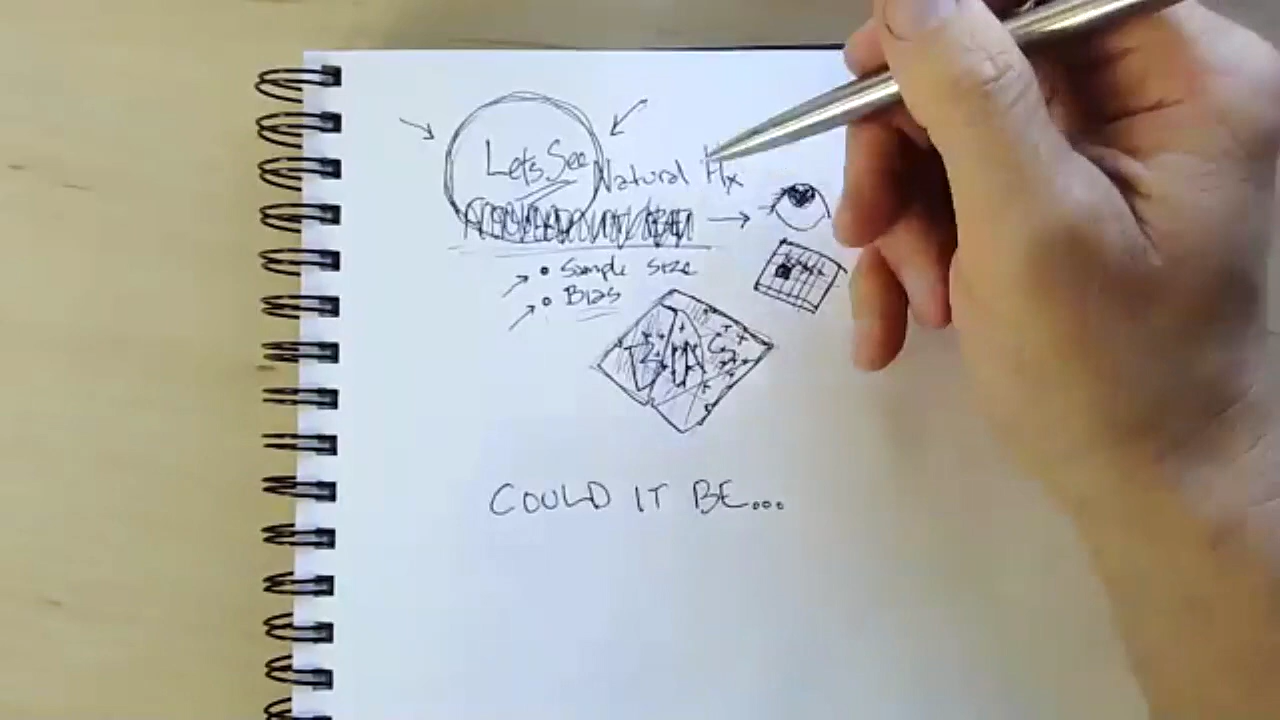 Lets See
Natural Hx
• Sample Size
• Bias
COULD IT BE...